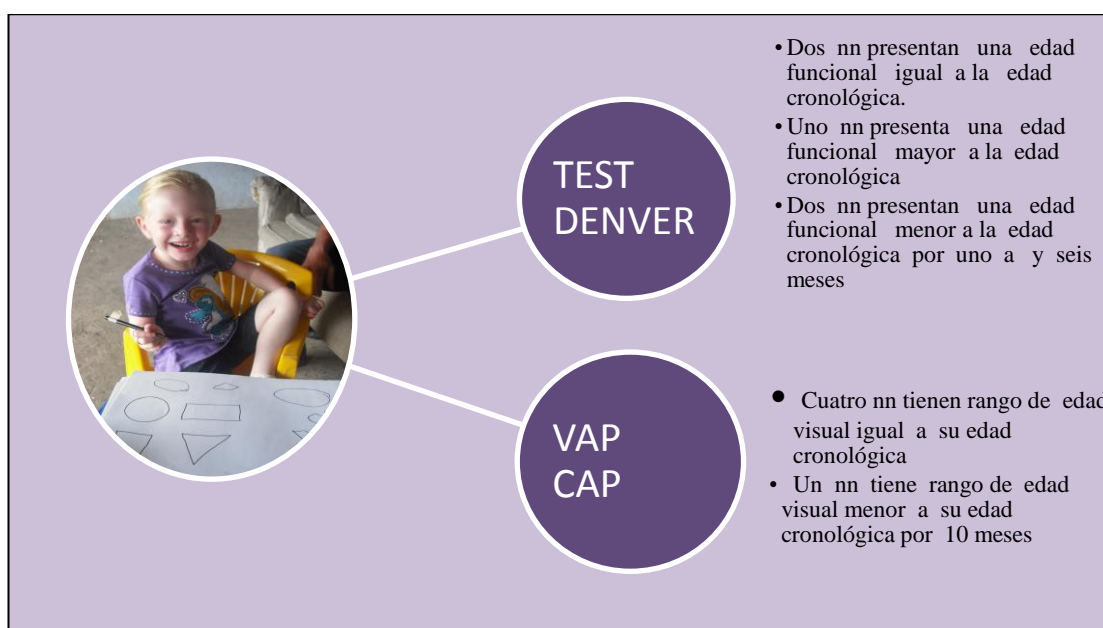 TEST
DENVER
• Dos nn presentan una edad
funcional igual a la edad
cronológica.
• Uno nn presenta una edad
funcional mayor a la edad
cronológica
• Dos nn presentan una edad
funcional menor a la edad
cronológica por uno a y seis
meses
VAP
CAP
• Cuatro nn tienen rango de edad
visual igual a su edad
cronológica
• Un nn tiene rango de edad
visual menor a su edad
cronológica por 10 meses